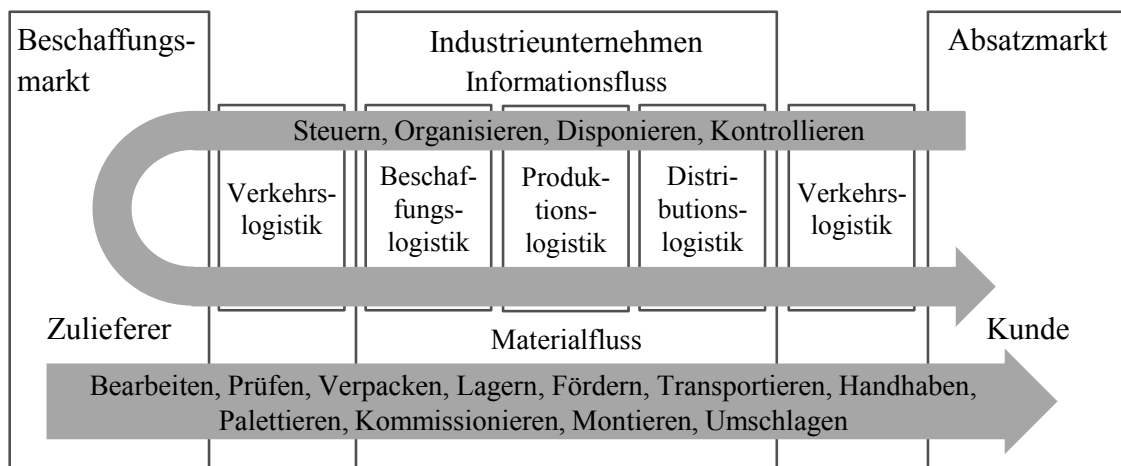 Beschaffungs-
markt
Industrieunternehmen
Absatzmarkt
Informationsfluss
Steuern, Organisieren, Disponieren, Kontrollieren
Verkehrs-
logistik
Beschaf-
fungs-
logistik
Produk-
tions-
logistik
Distri-
butions-
logistik
Verkehrs-
logistik
Zulieferer
Kunde
Materialfluss
Bearbeiten, Prüfen, Verpacken, Lagern, Fördern, Transportieren, Handhaben,
Palettieren, Kommissionieren, Montieren, Umschlagen